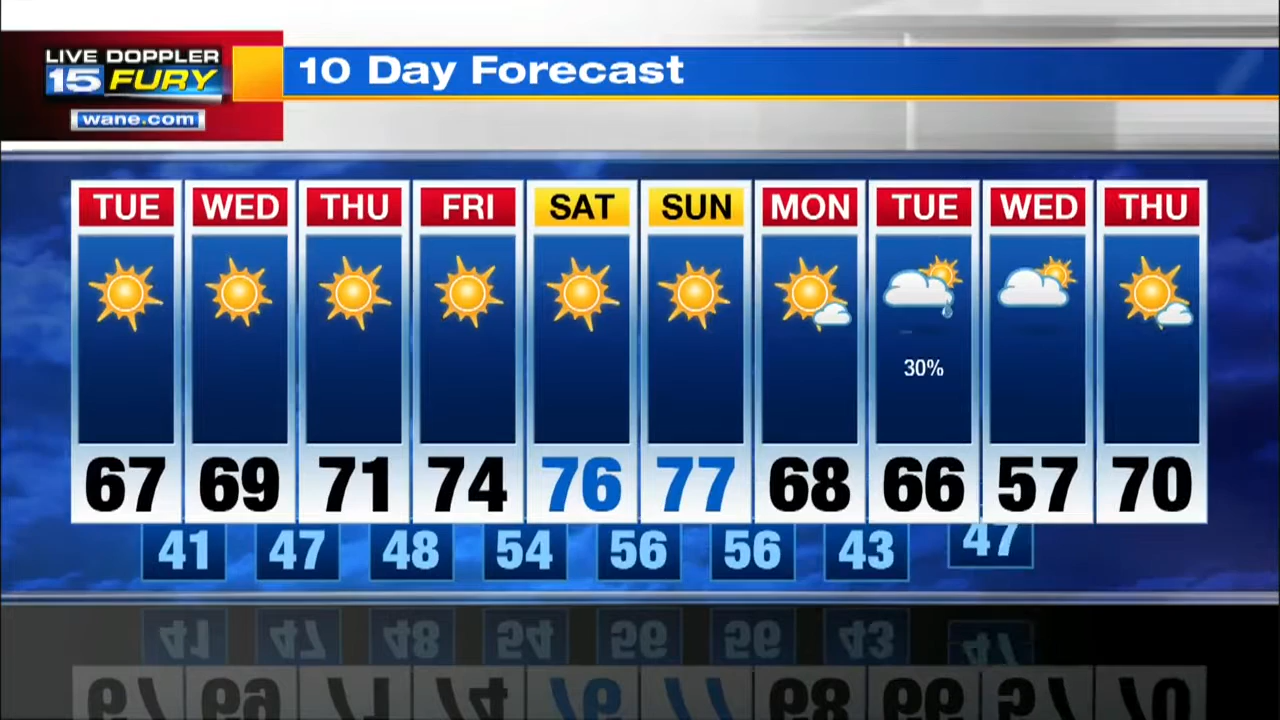 LIVE DOPPLER
15 FURY
wane.com
10 Day Forecast
TUE WED THU FRI SAT SUN MON TUE WED THU
30%
67 69 71 74 76 77 68 66 57 70
41 47 48 54 56 56 43 47